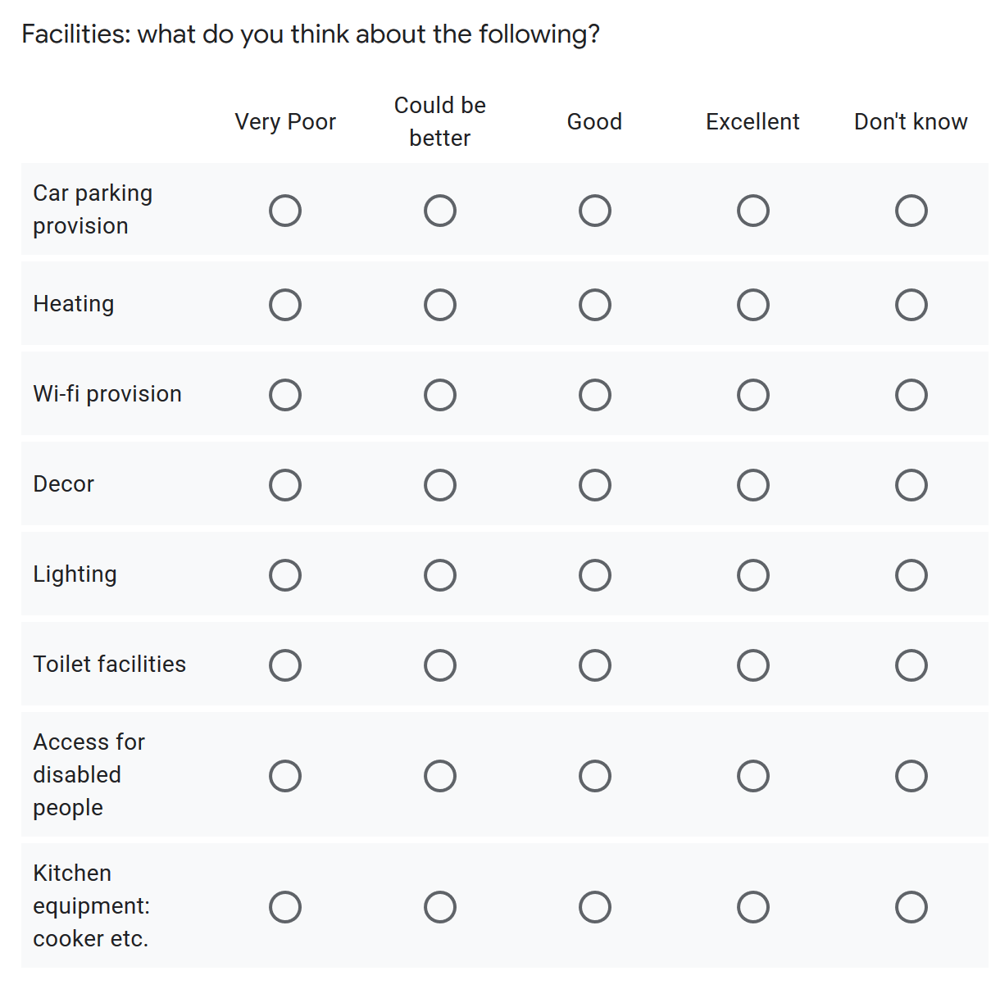 Facilities: what do you think about the following?
Very Poor
Could be
better
Good
Excellent
Don't know
Car parking
provision
Heating
Wi-fi provision
Decor
Lighting
Toilet facilities
Access for
disabled
people
Kitchen
equipment:
cooker etc.